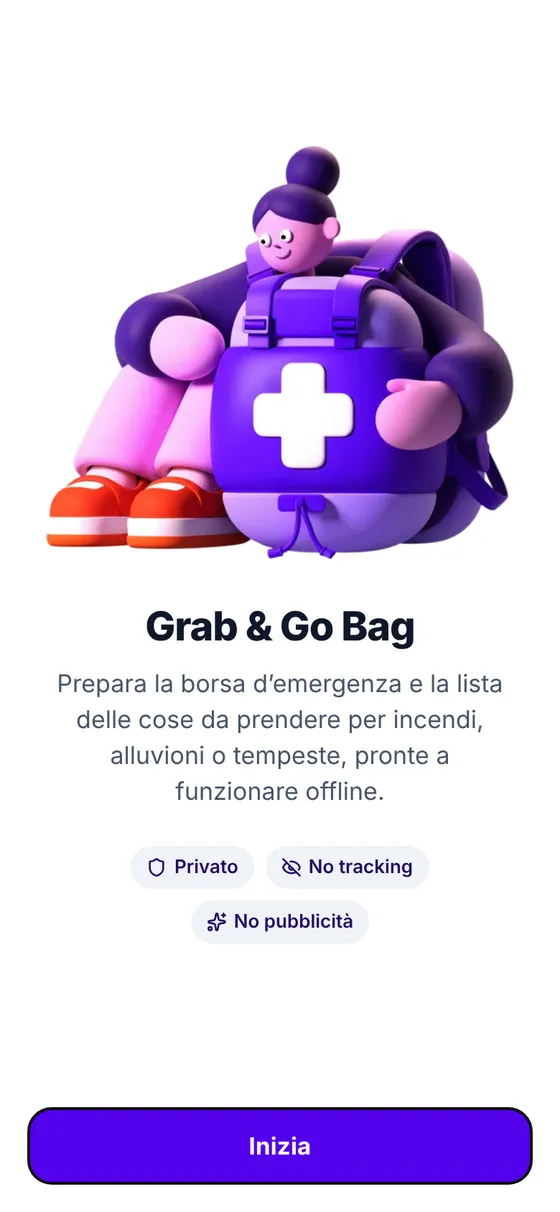 Grab & Go Bag
Prepara la borsa d’emergenza e la lista
delle cose da prendere per incendi,
alluvioni o tempeste, pronte a
funzionare offline.
Privato
No tracking
No pubblicità
Inizia